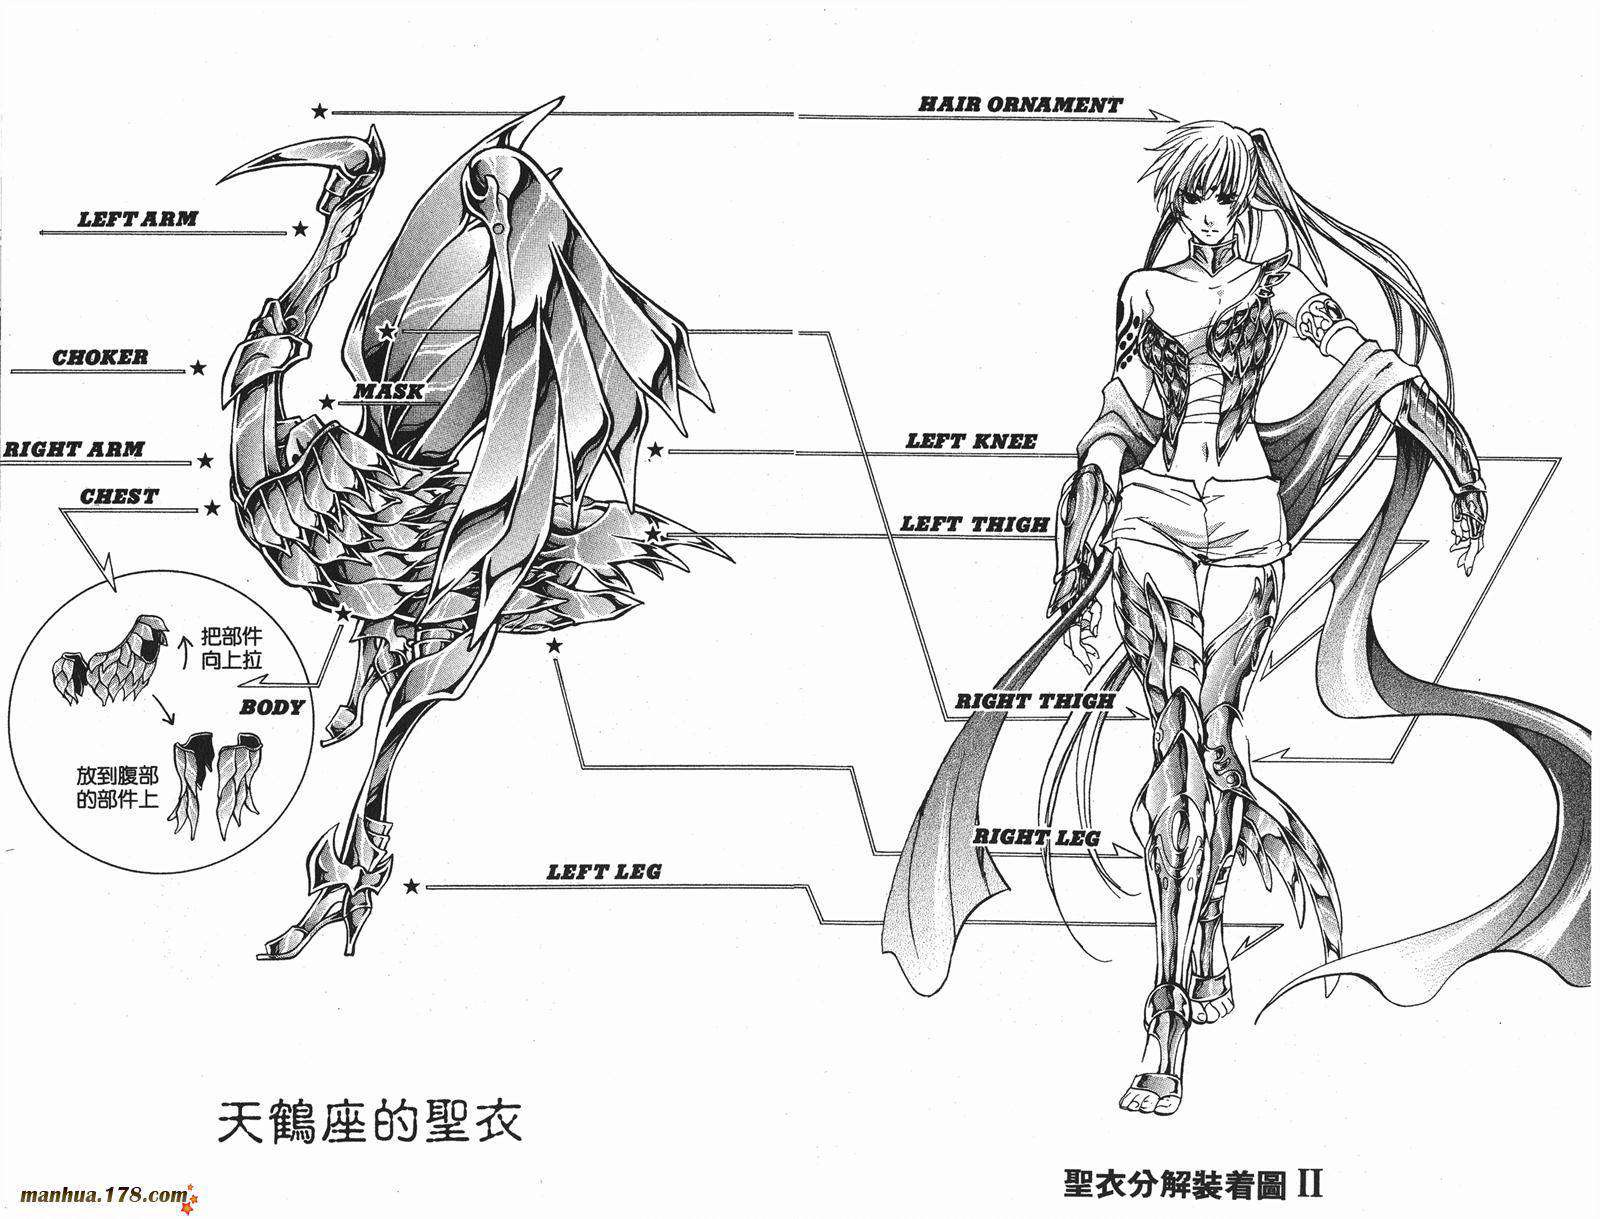 HAIR ORNAMENT
LEFT ARM
CHOKER
MASK
RIGHT ARM
CHEST
LEFT KNEE
LEFT THIGH
把部件
向上拉
BODY
RIGHT THIGH
放到腹部
的部件上
RIGHT LEG
LEFT LEG
天鶴座的聖衣
聖衣分解裝着圖 II
manhua.178.com